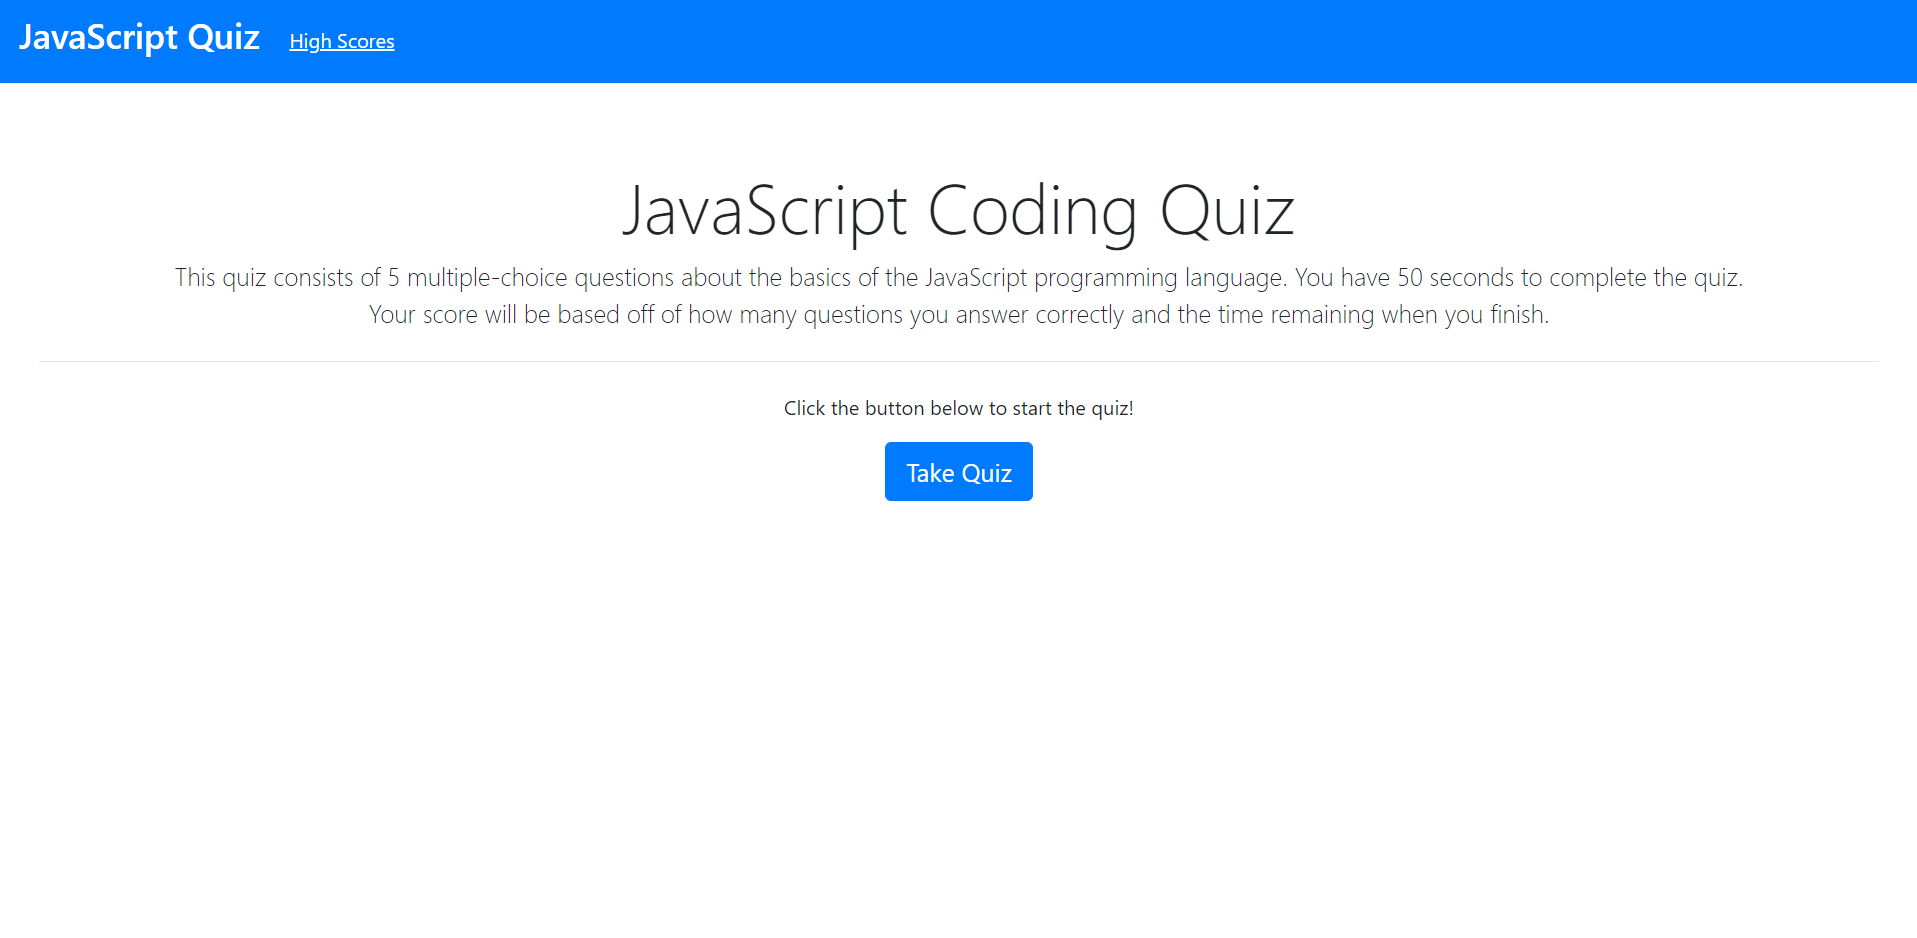 JavaScript Quiz High Scores
JavaScript Coding Quiz
This quiz consists of 5 multiple-choice questions about the basics of the JavaScript programming language. You have 50 seconds to complete the quiz.
Your score will be based off of how many questions you answer correctly and the time remaining when you finish.
Click the button below to start the quiz!
Take Quiz